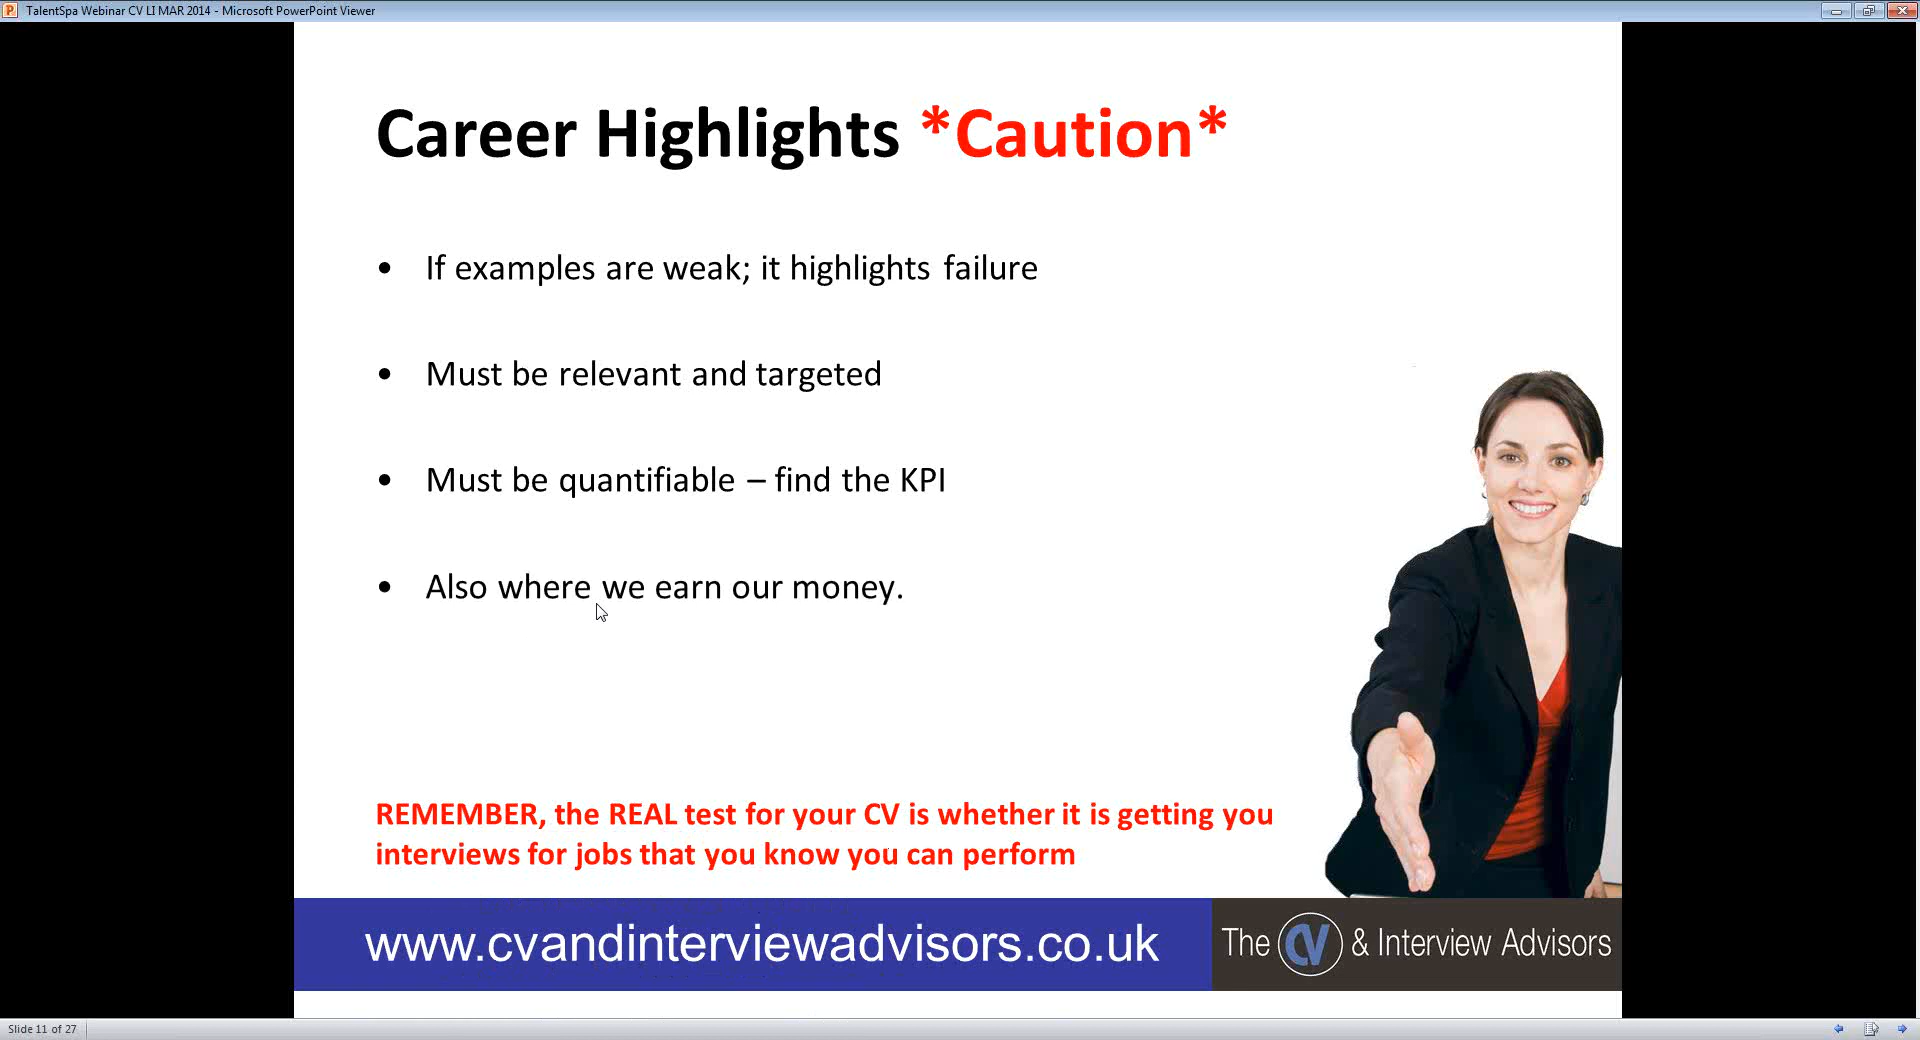 TalentSpa Webinar CV LI MAR 2014 - Microsoft PowerPoint Viewer
Career Highlights *Caution*
• If examples are weak; it highlights failure
• Must be relevant and targeted
• Must be quantifiable – find the KPI
• Also where we earn our money.
REMEMBER, the REAL test for your CV is whether it is getting you
interviews for jobs that you know you can perform
www.cvandinterviewadvisors.co.uk
The CV & Interview Advisors
Slide 11 of 27